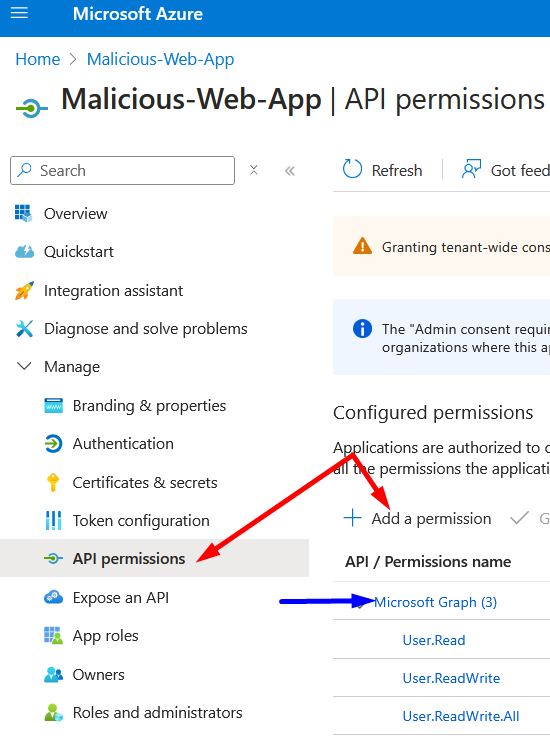 Microsoft Azure
Home > Malicious-Web-App
Malicious-Web-App | API permissions
Search
Refresh
Got feed
Overview
Quickstart
Integration assistant
Diagnose and solve problems
Manage
Branding & properties
Authentication
Certificates & secrets
Token configuration
API permissions
Expose an API
App roles
Owners
Roles and administrators
Granting tenant-wide cons
The "Admin consent requir
organizations where this ap
Configured permissions
Applications are authorized to c
all the permissions the applicatio
Add a permission
G
API / Permissions name
Microsoft Graph (3)
User.Read
User.ReadWrite
User.ReadWrite.All